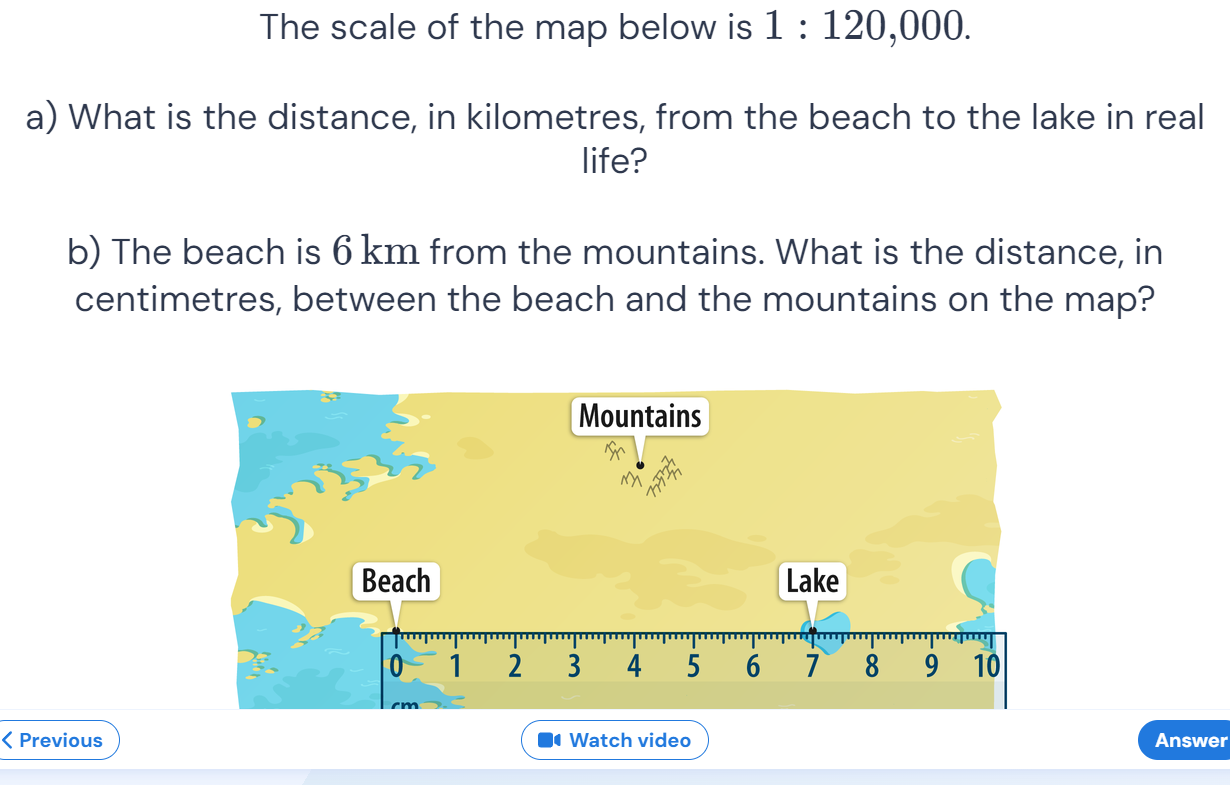 The scale of the map below is 1 : 120,000.
a) What is the distance, in kilometres, from the beach to the lake in real
life?
b) The beach is 6 km from the mountains. What is the distance, in
centimetres, between the beach and the mountains on the map?
Mountains
Beach
Lake
0 1 2 3 4 5 6 7 8 9 10
cm
Previous
Watch video
Answer